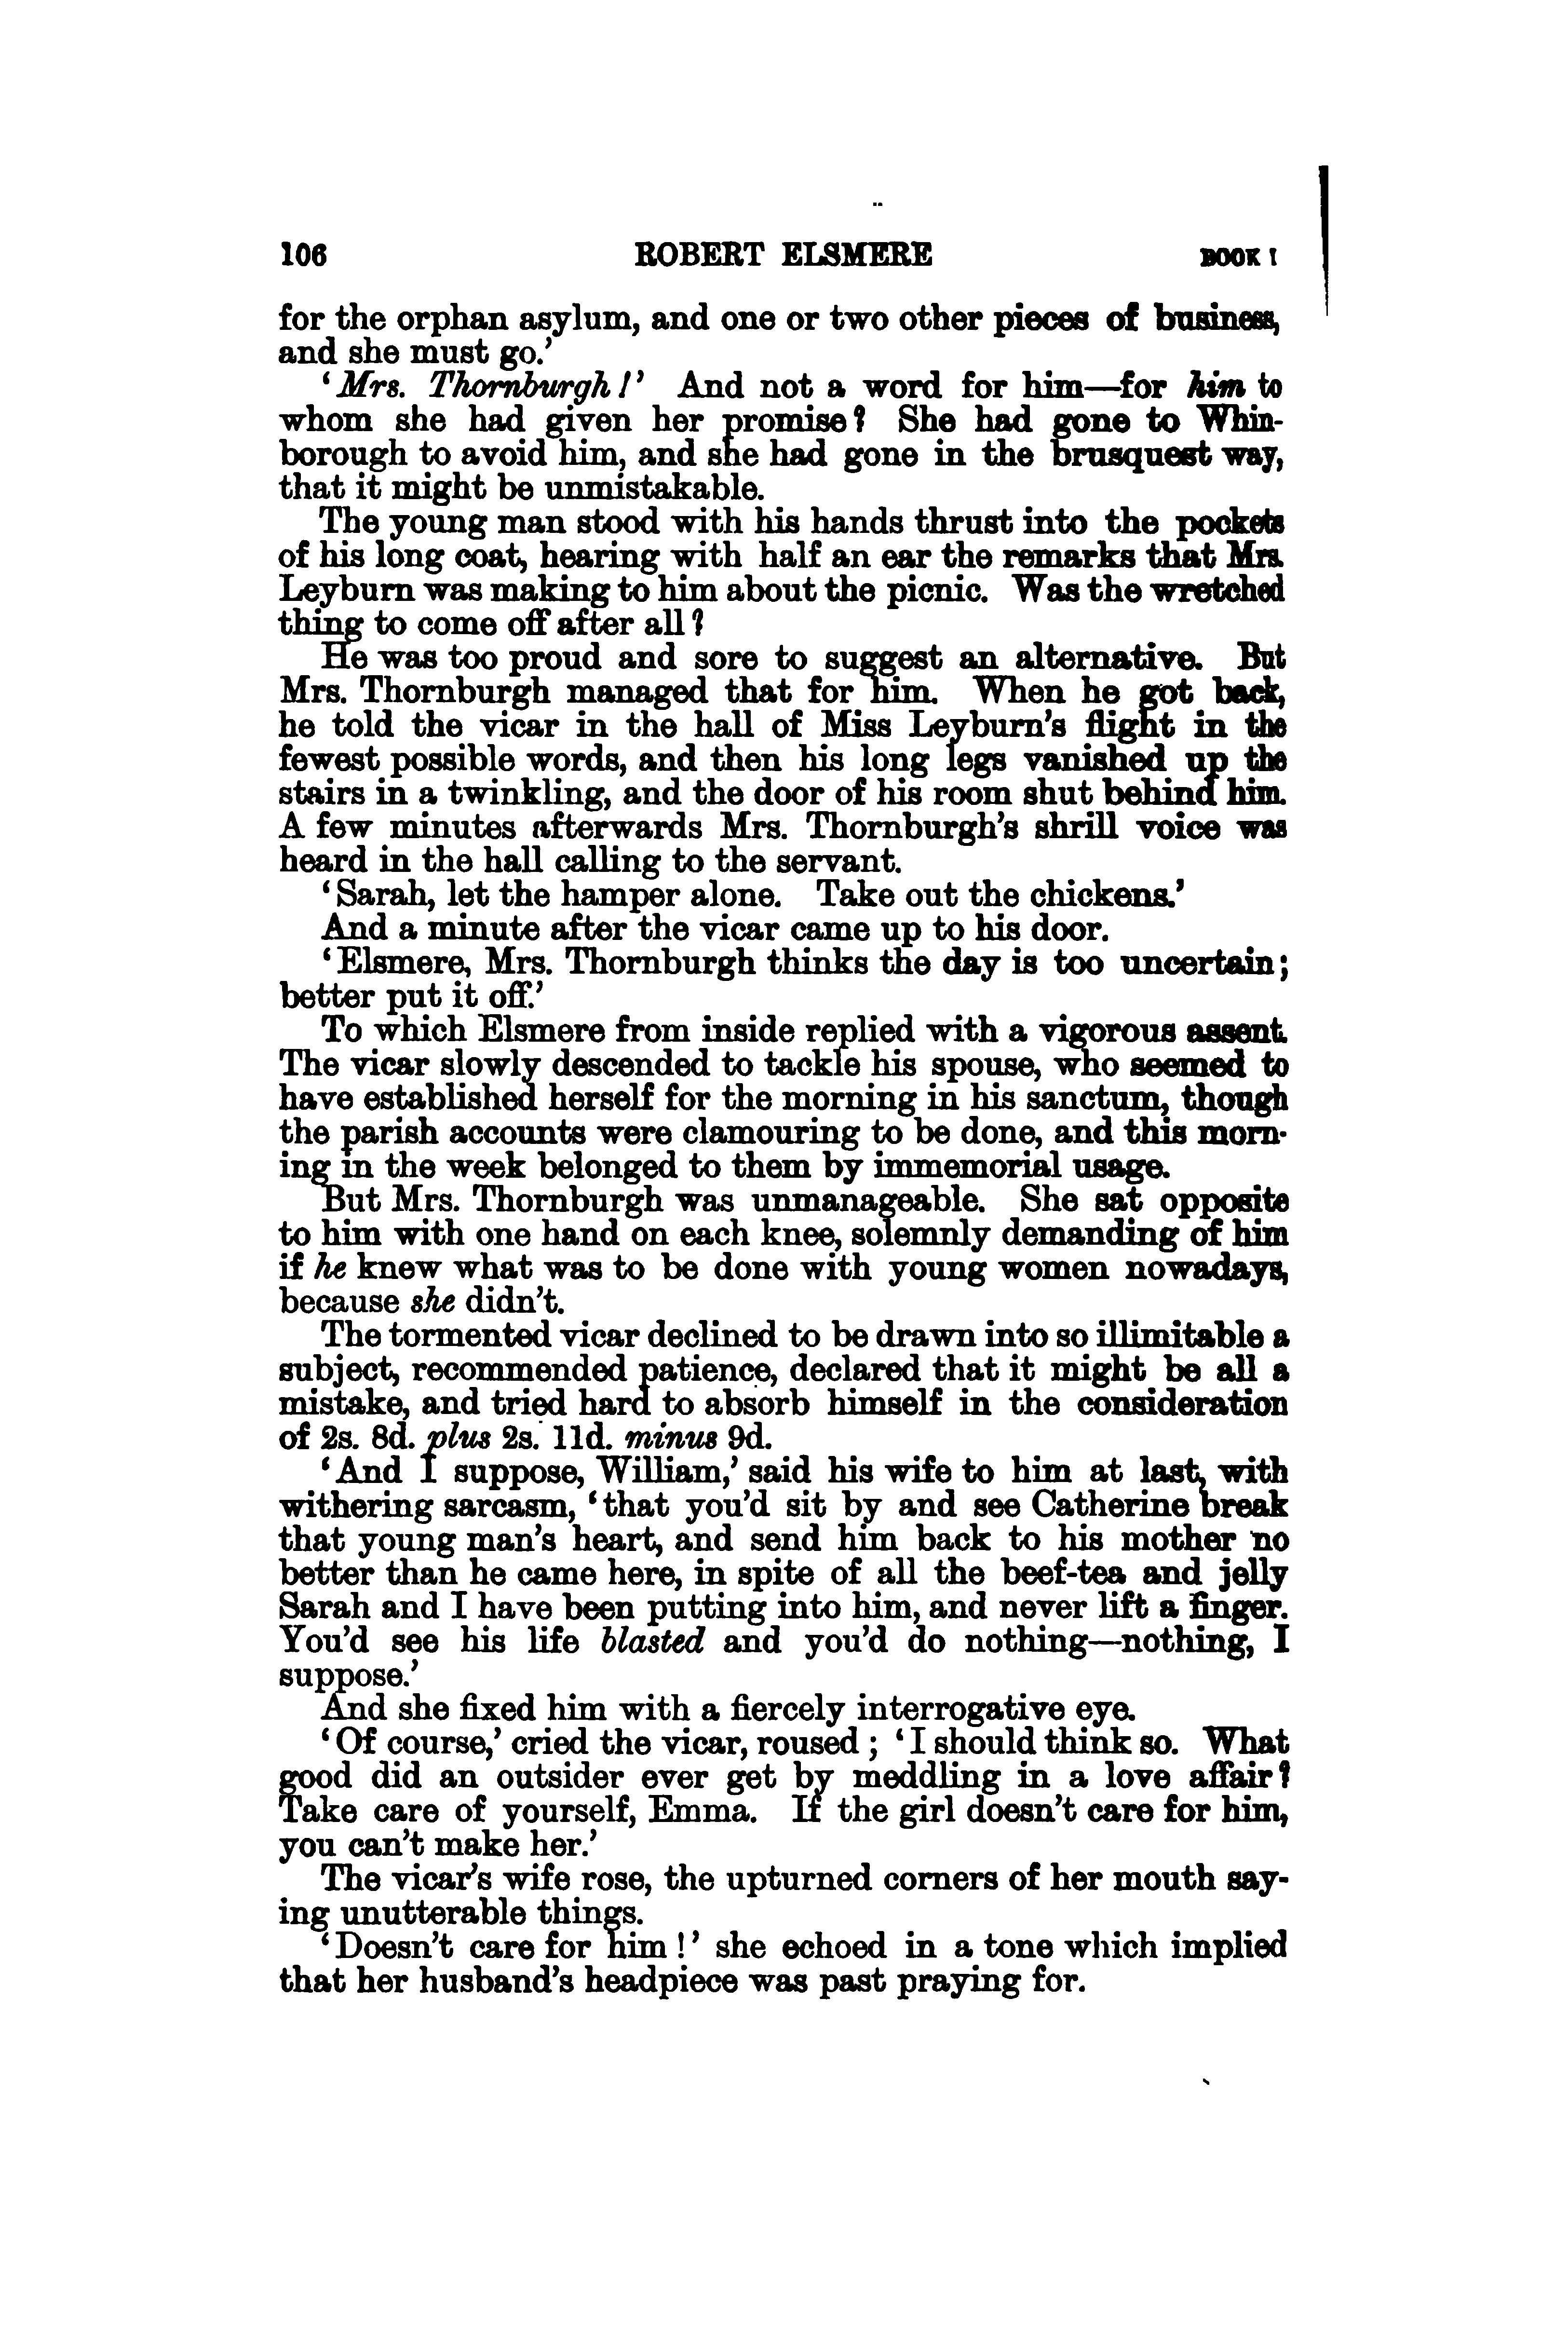 106 ROBERT ELSMERE BOOK I
for the orphan asylum, and one or two other pieces of business,
and she must go.’
‘Mrs. Thornburgh!’ And not a word for him—for him to
whom she had given her promise? She had gone to Whin-
borough to avoid him, and she had gone in the brusquest way,
that it might be unmistakable.
The young man stood with his hands thrust into the pockets
of his long coat, hearing with half an ear the remarks that Mrs.
Leyburn was making to him about the picnic. Was the wretched
thing to come off after all?
He was too proud and sore to suggest an alternative. But
Mrs. Thornburgh managed that for him. When he got back,
he told the vicar in the hall of Miss Leyburn’s flight in the
fewest possible words, and then his long legs vanished up the
stairs in a twinkling, and the door of his room shut behind him.
A few minutes afterwards Mrs. Thornburgh’s shrill voice was
heard in the hall calling to the servant.
‘Sarah, let the hamper alone. Take out the chickens.’
And a minute after the vicar came up to his door.
‘Elsmere, Mrs. Thornburgh thinks the day is too uncertain;
better put it off.’
To which Elsmere from inside replied with a vigorous assent.
The vicar slowly descended to tackle his spouse, who seemed to
have established herself for the morning in his sanctum, though
the parish accounts were clamouring to be done, and this morn-
ing in the week belonged to them by immemorial usage.
But Mrs. Thornburgh was unmanageable. She sat opposite
to him with one hand on each knee, solemnly demanding of him
if he knew what was to be done with young women nowadays,
because she didn’t.
The tormented vicar declined to be drawn into so illimitable a
subject, recommended patience, declared that it might be all a
mistake, and tried hard to absorb himself in the consideration
of 2s. 8d. plus 2s. 11d. minus 9d.
‘And I suppose, William,’ said his wife to him at last, with
withering sarcasm, ‘that you’d sit by and see Catherine break
that young man’s heart, and send him back to his mother no
better than he came here, in spite of all the beef-tea and jelly
Sarah and I have been putting into him, and never lift a finger.
You’d see his life blasted and you’d do nothing—nothing, I
suppose.’
And she fixed him with a fiercely interrogative eye.
‘Of course,’ cried the vicar, roused; ‘I should think so. What
good did an outsider ever get by meddling in a love affair?
Take care of yourself, Emma. If the girl doesn’t care for him,
you can’t make her.’
The vicar’s wife rose, the upturned corners of her mouth say-
ing unutterable things.
‘Doesn’t care for him!’ she echoed in a tone which implied
that her husband’s headpiece was past praying for.